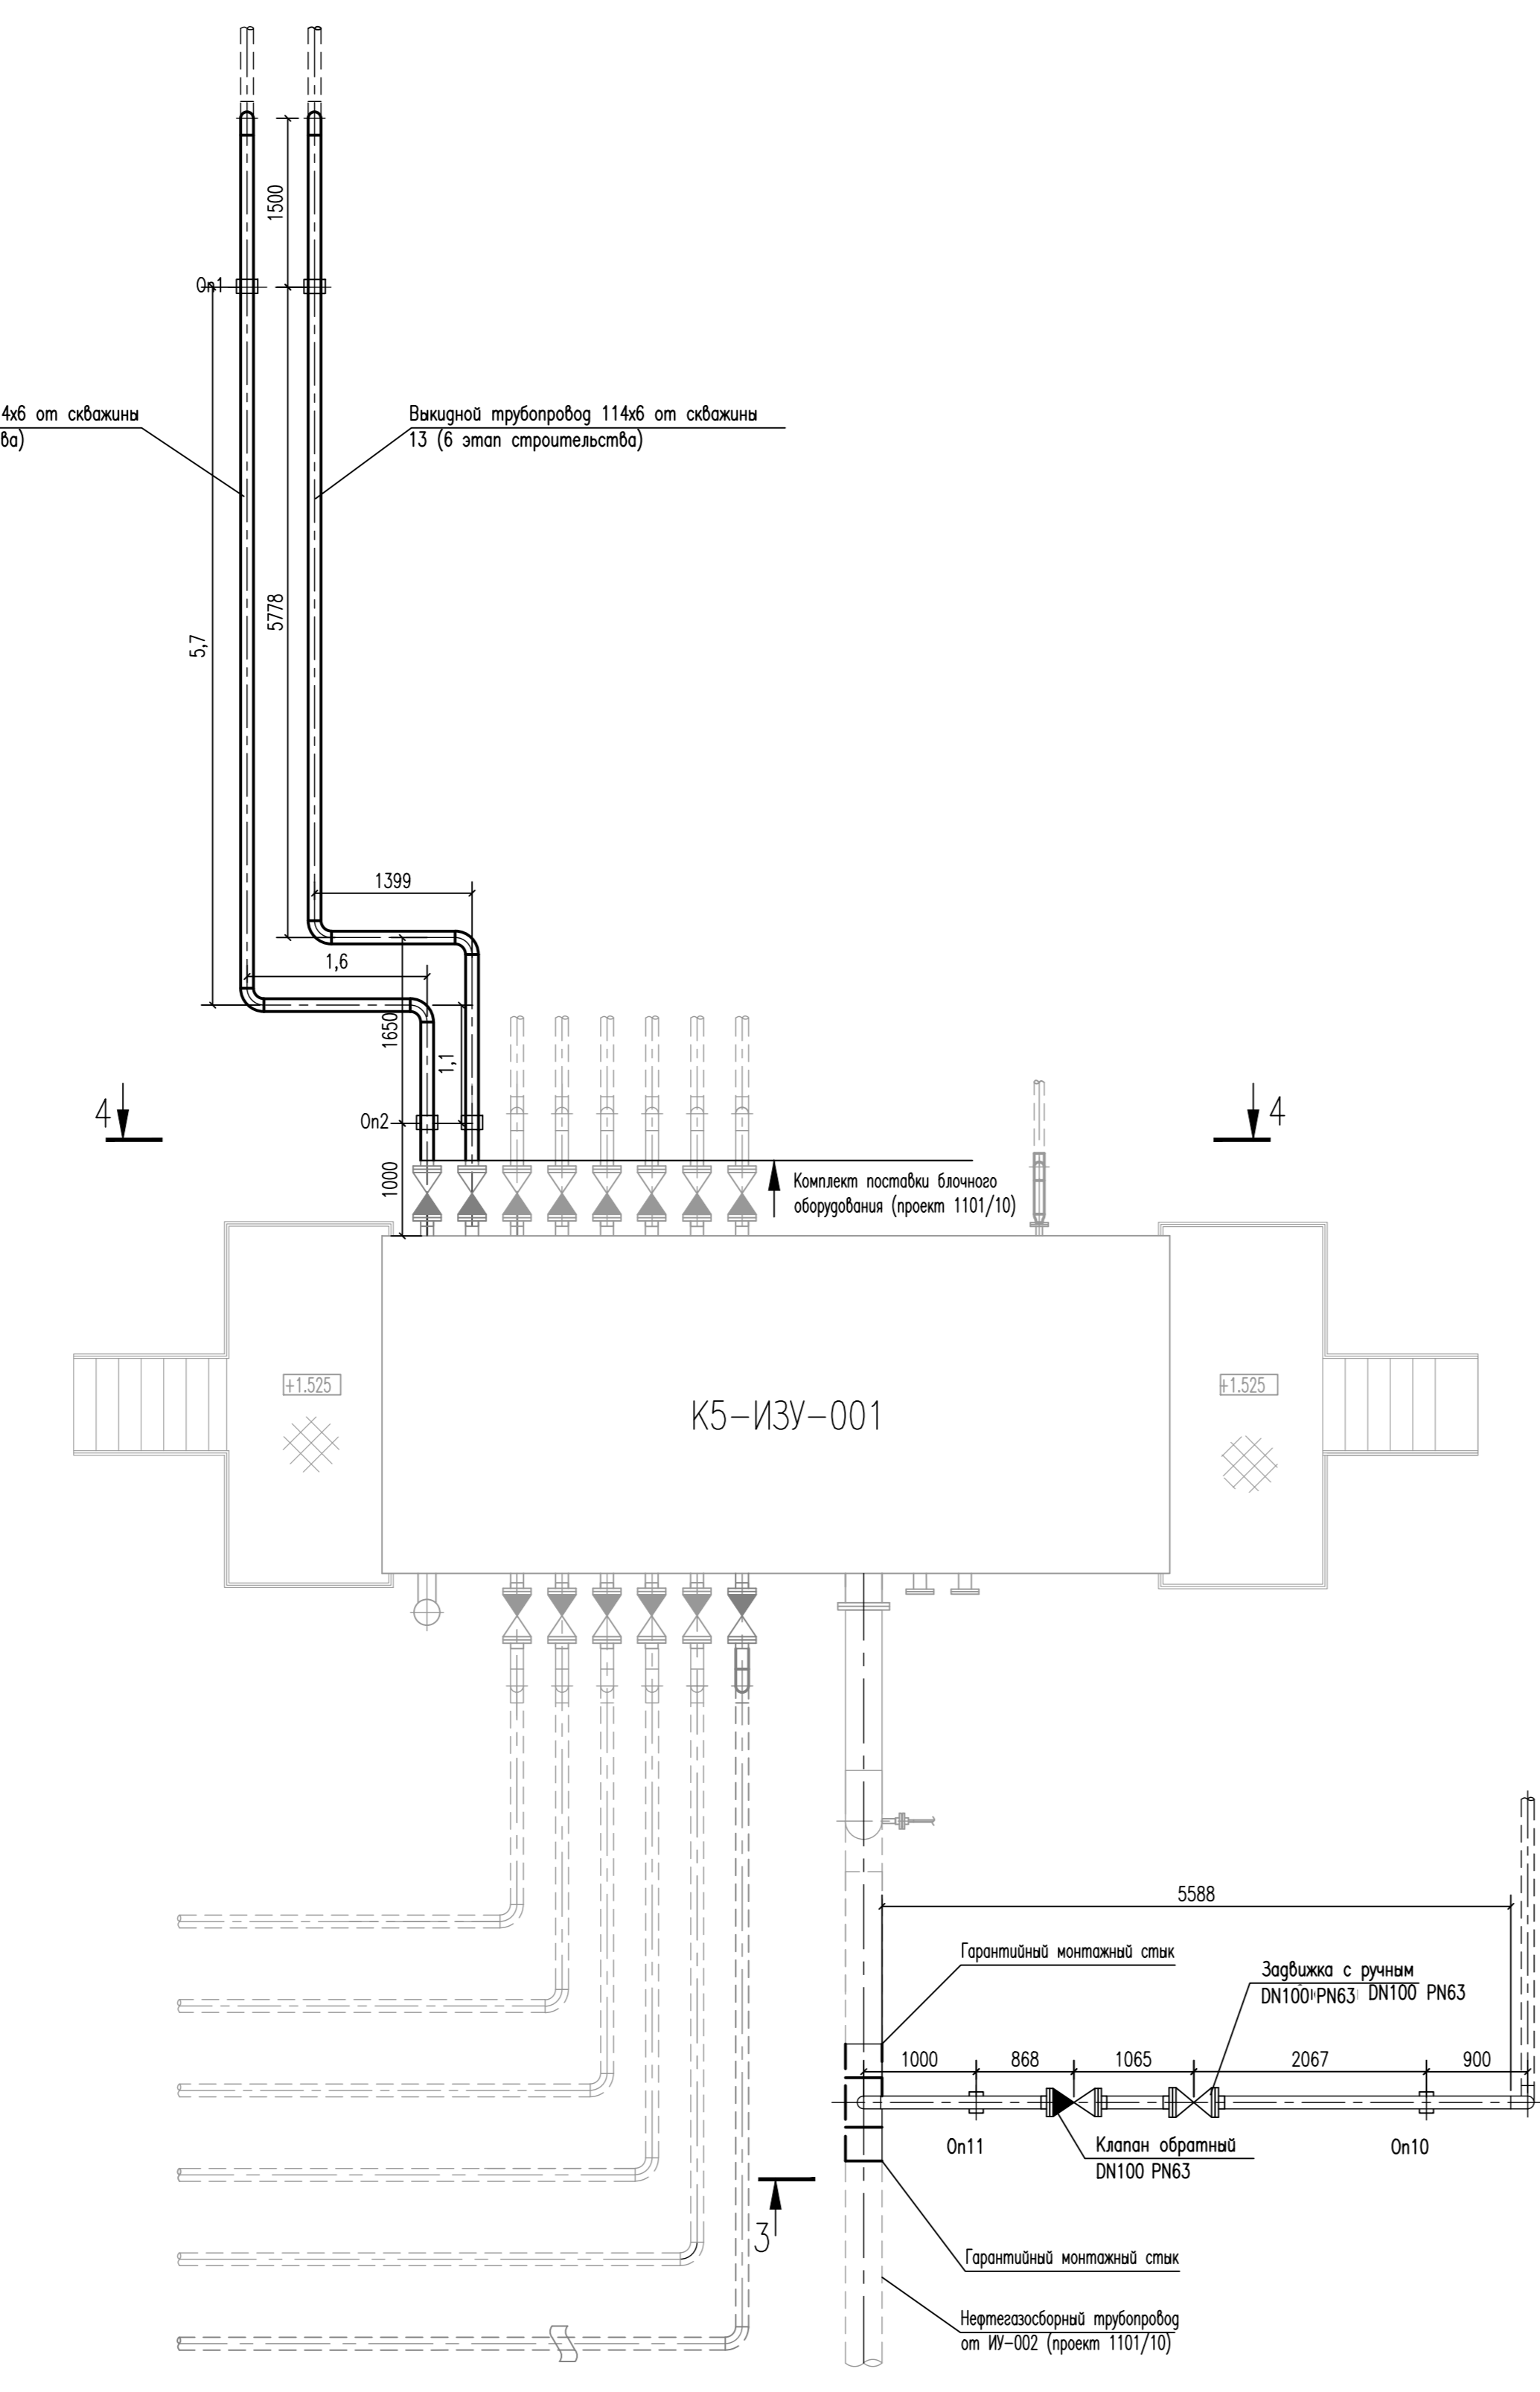 1500
Оп1
4х6 от скважины
ва)
Выкидной трубопровод 114х6 от скважины
13 (6 этап строительства)
5778
5,7
1399
1,6
1650
1,1
4
4
Оп2
1000
Комплект поставки блочного
оборудования (проект 1101/10)
+1.525
+1.525
К5-ИЗУ-001
5588
Гарантийный монтажный стык
Задвижка с ручным
DN100 PN63 DN100 PN63
1000
868
1065
2067
900
Оп11
Клапан обратный
DN100 PN63
Оп10
3
Гарантийный монтажный стык
Нефтегазосборный трубопровод
от ИУ-002 (проект 1101/10)